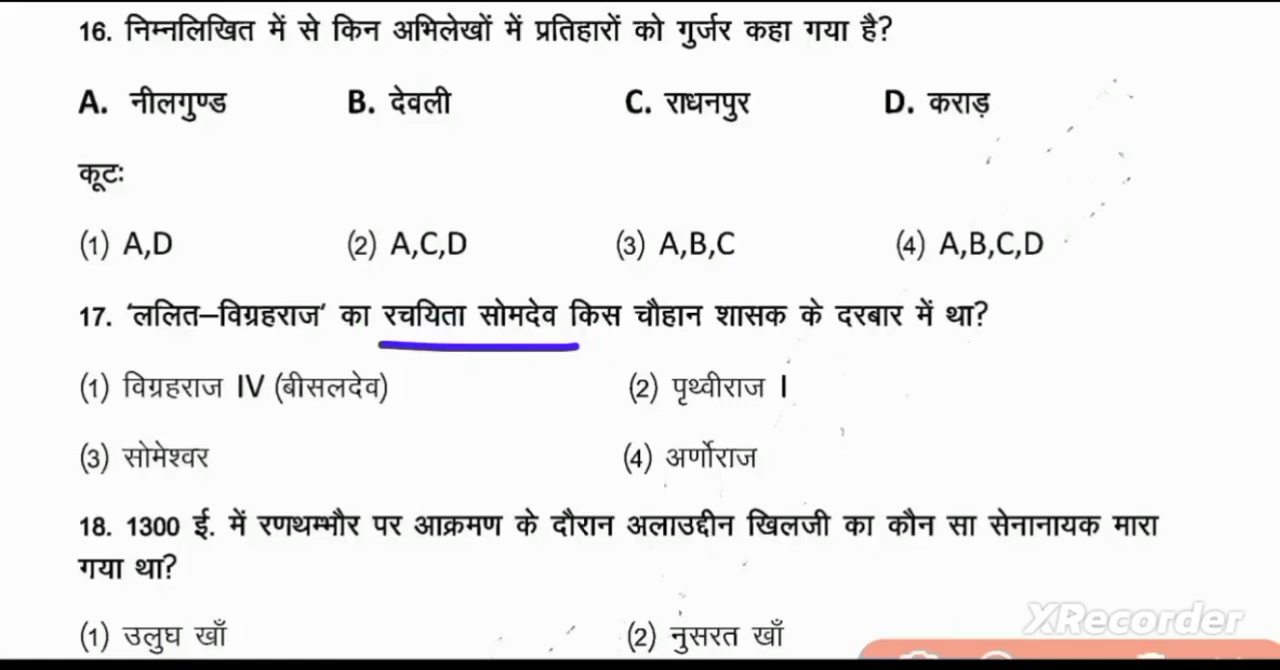 16. निम्नलिखित में से किन अभिलेखों में प्रतिहारों को गुर्जर कहा गया है?
A. नीलगुण्ड B. देवली C. राधनपुर D. कराड़
कूटः
(1) A,D (2) A,C,D (3) A,B,C (4) A,B,C,D
17. ‘ललित–विग्रहराज’ का रचयिता सोमदेव किस चौहान शासक के दरबार में था?
(1) विग्रहराज IV (बीसलदेव) (2) पृथ्वीराज I
(3) सोमेश्वर (4) अर्णोराज
18. 1300 ई. में रणथम्भौर पर आक्रमण के दौरान अलाउद्दीन खिलजी का कौन सा सेनानायक मारा
गया था?
(1) उलुघ खाँ (2) नुसरत खाँ
XRecorder